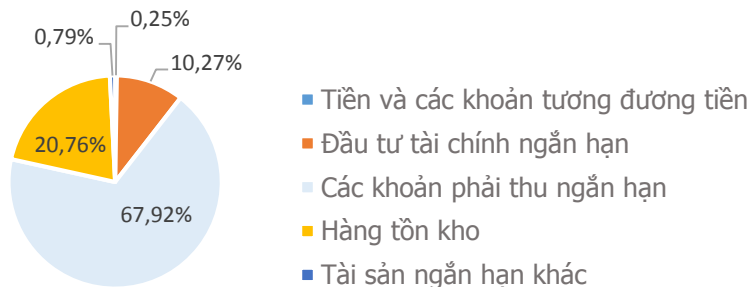 0,25%
0,79%
10,27%
20,76%
67,92%
Tiền và các khoản tương đương tiền
Đầu tư tài chính ngắn hạn
Các khoản phải thu ngắn hạn
Hàng tồn kho
Tài sản ngắn hạn khác